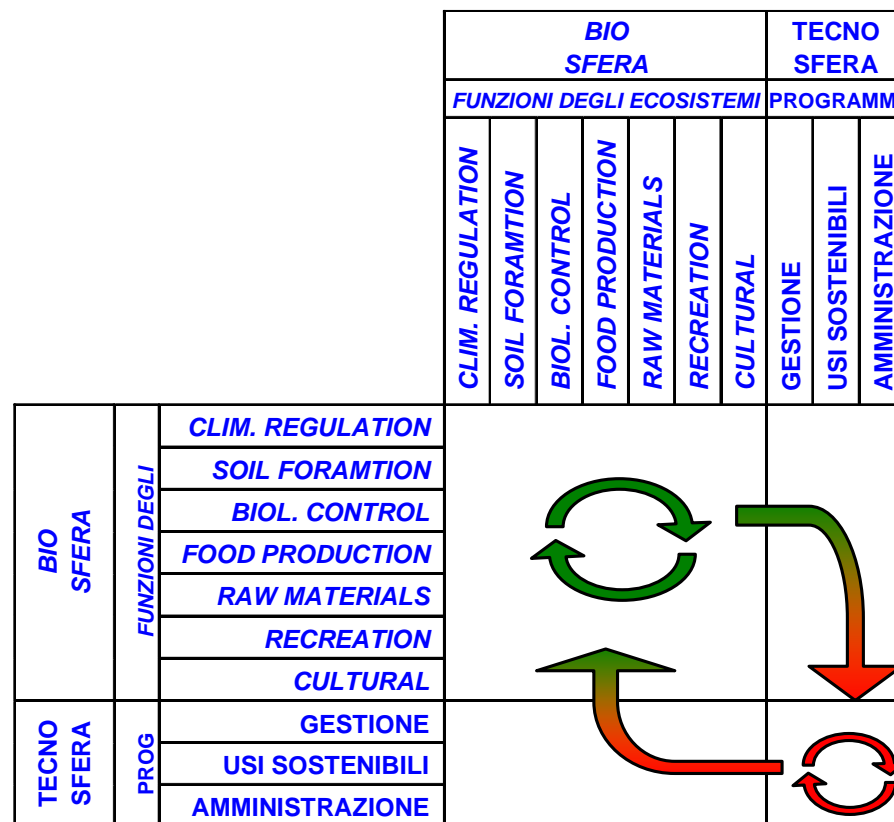 BIO
SFERA
TECNO
SFERA
FUNZIONI DEGLI ECOSISTEMI
PROGRAMM
CLIM. REGULATION
SOIL FORAMTION
BIOL. CONTROL
FOOD PRODUCTION
RAW MATERIALS
RECREATION
CULTURAL
GESTIONE
USI SOSTENIBILI
AMMINISTRAZIONE
BIO
SFERA
FUNZIONI DEGLI
CLIM. REGULATION
SOIL FORAMTION
BIOL. CONTROL
FOOD PRODUCTION
RAW MATERIALS
RECREATION
CULTURAL
TECNO
SFERA
PROG
GESTIONE
USI SOSTENIBILI
AMMINISTRAZIONE